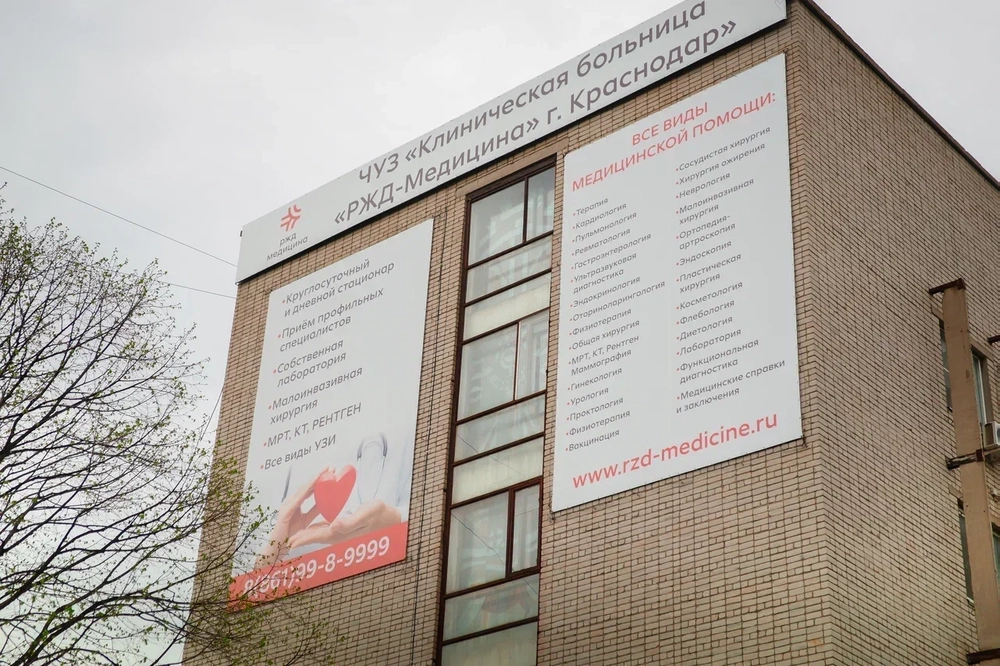 ЧУЗ «Клиническая больница
«РЖД-Медицина» г. Краснодар»
ржд
медицина
•Круглосуточный
и дневной стационар
•Приём профильных
специалистов
•Собственная
лаборатория
•Малоинвазивная
хирургия
•МРТ, КТ, РЕНТГЕН
•Все виды УЗИ
8(861)99-8-9999
ВСЕ ВИДЫ
МЕДИЦИНСКОЙ ПОМОЩИ:
•Терапия
•Кардиология
•Пульмонология
•Ревматология
•Гастроэнтерология
•Ультразвуковая
диагностика
•Эндокринология
•Оториноларингология
•Физиотерапия
•Общая хирургия
•МРТ, КТ, Рентген
Маммография
•Гинекология
•Урология
•Проктология
•Физиотерапия
•Вакцинация
•Сосудистая хирургия
•Хирургия ожирения
•Неврология
•Малоинвазивная
хирургия
•Ортопедия-
артроскопия
•Эндоскопия
•Пластическая
хирургия
•Косметология
•Флебология
•Диетология
•Лаборатория
•Функциональная
диагностика
•Медицинские справки
и заключения
www.rzd-medicine.ru